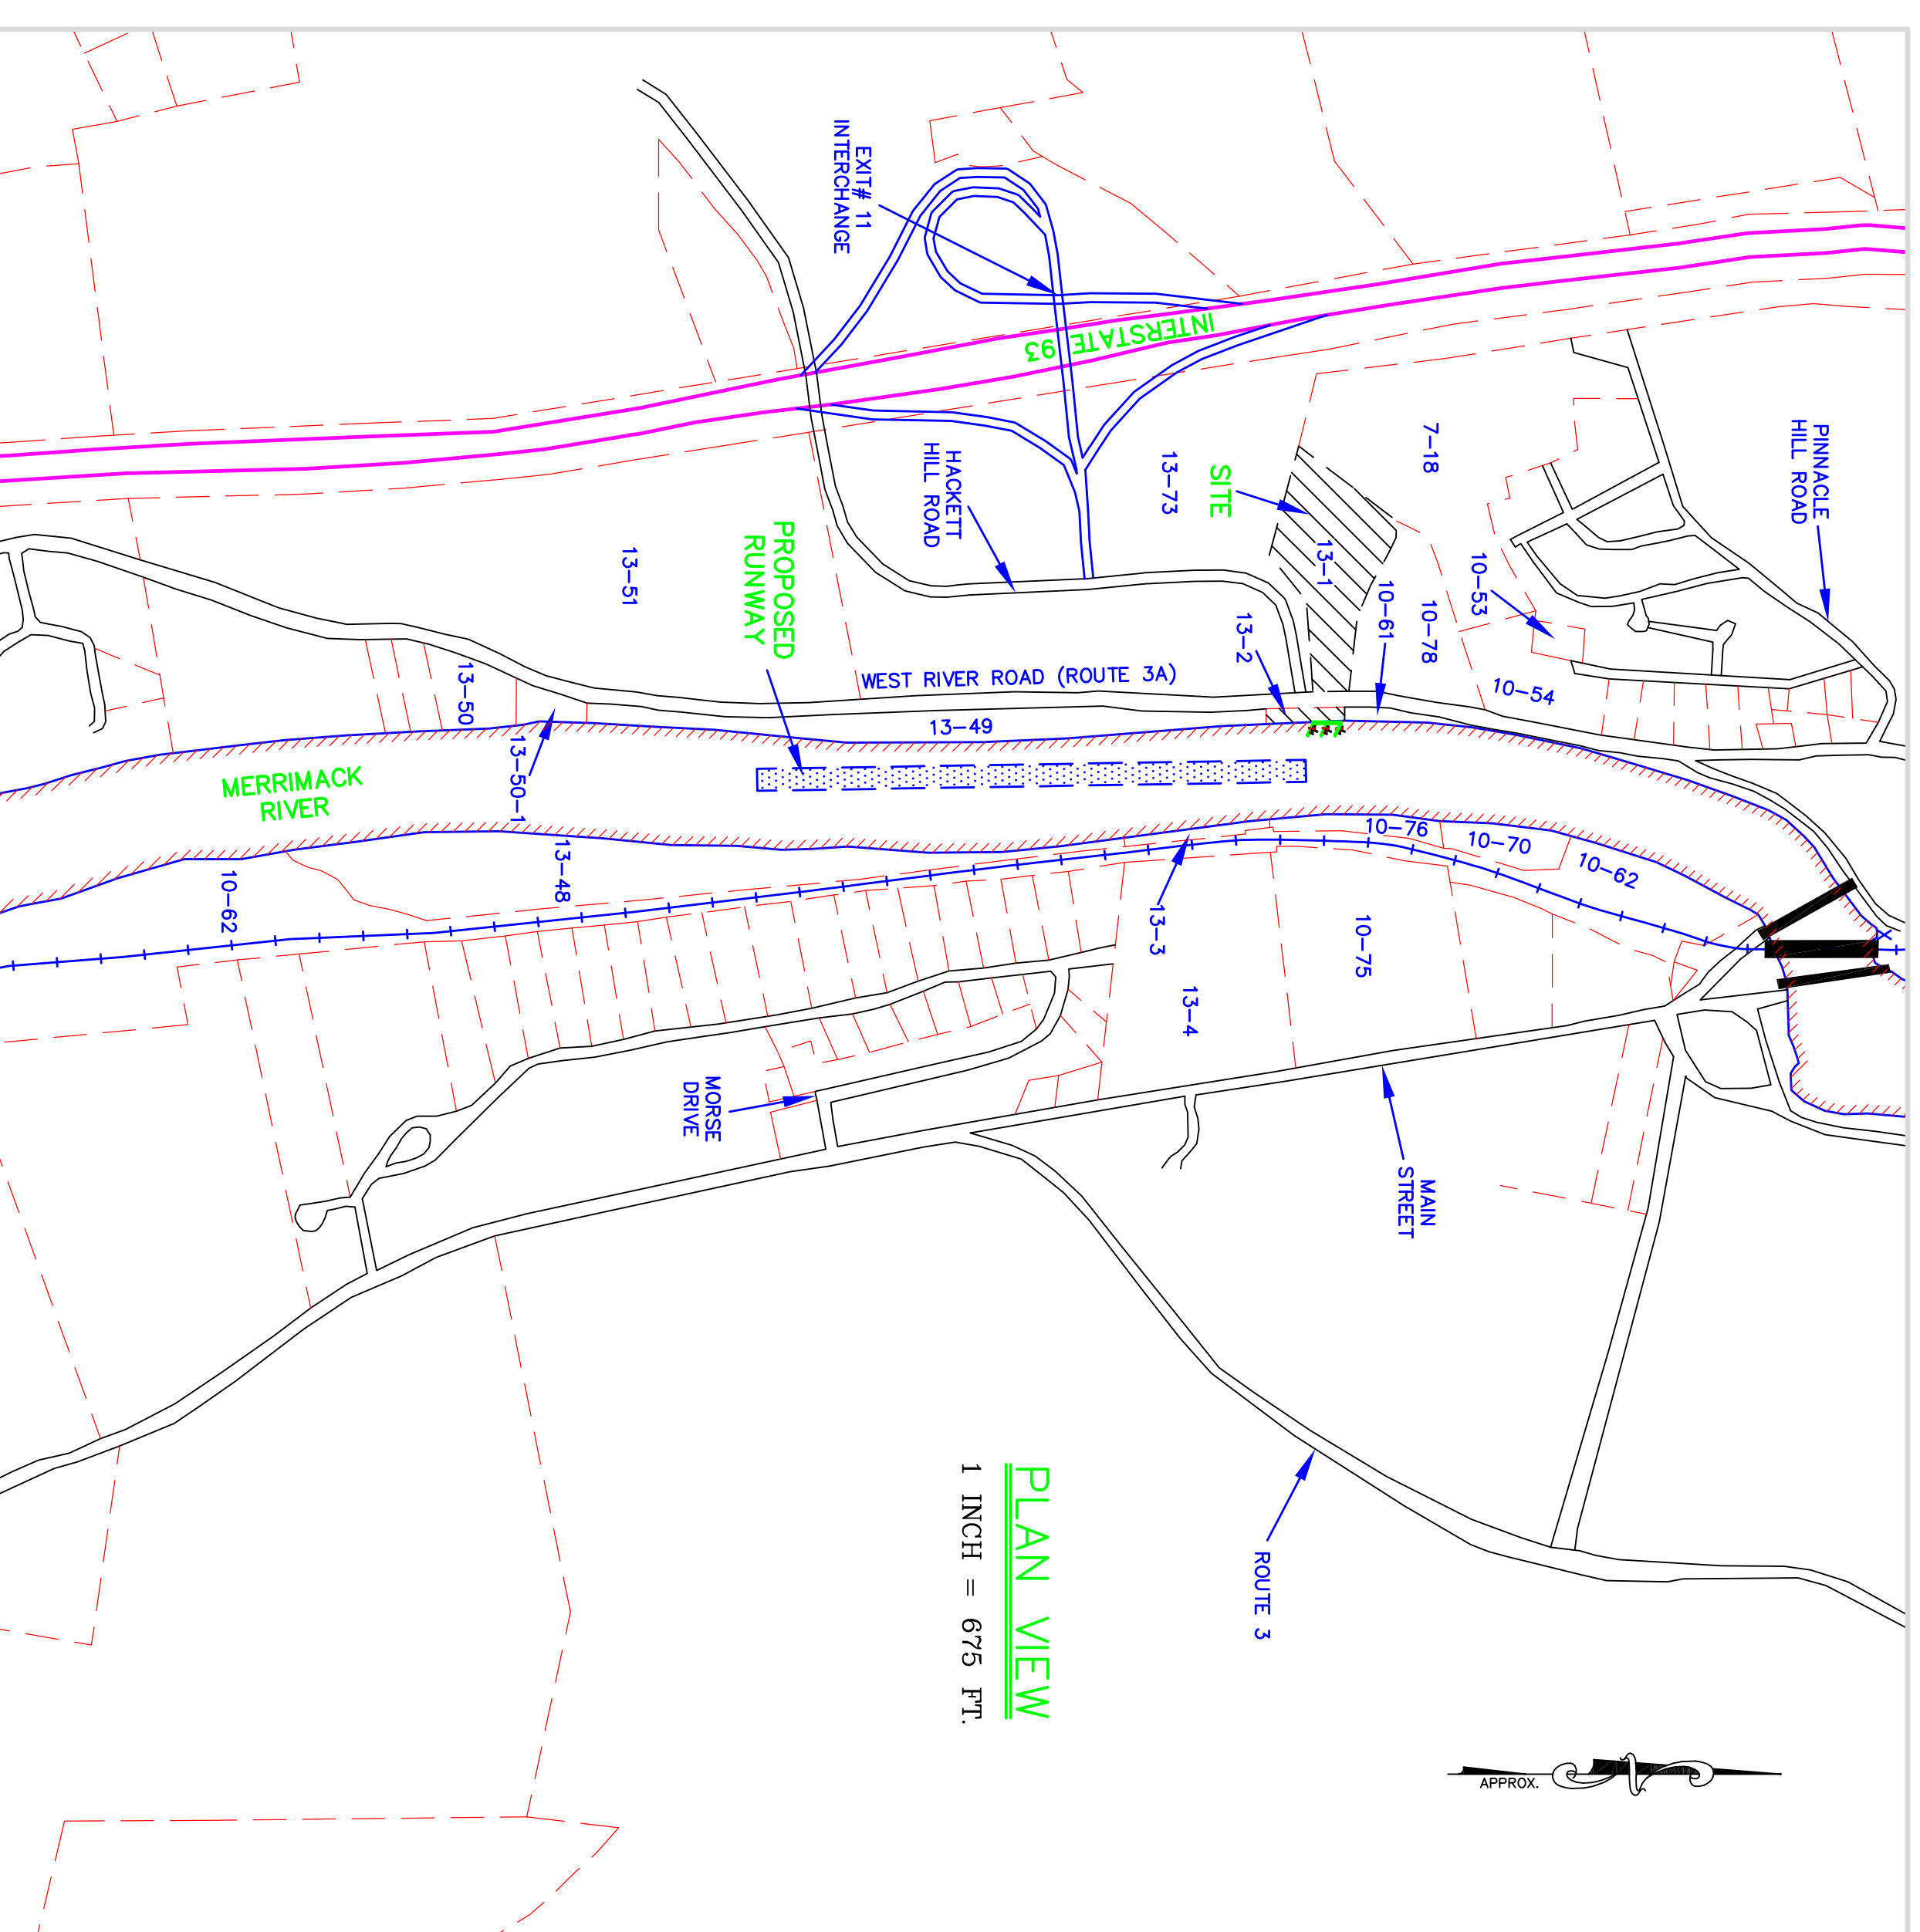 EXIT# 11
INTERCHANGE
INTERSTATE 93
PINNACLE
HILL ROAD
7-18
SITE
13-73
HACKETT
HILL ROAD
PROPOSED
RUNWAY
13-51
13-1
10-61
10-78
10-53
13-2
10-54
WEST RIVER ROAD (ROUTE 3A)
13-50
13-50-1
13-49
MERRIMACK
RIVER
10-76
10-70
10-62
13-48
10-62
13-3
10-75
13-4
MORSE
DRIVE
MAIN
STREET
ROUTE 3
PLAN VIEW
1 INCH = 675 FT.
N
APPROX.